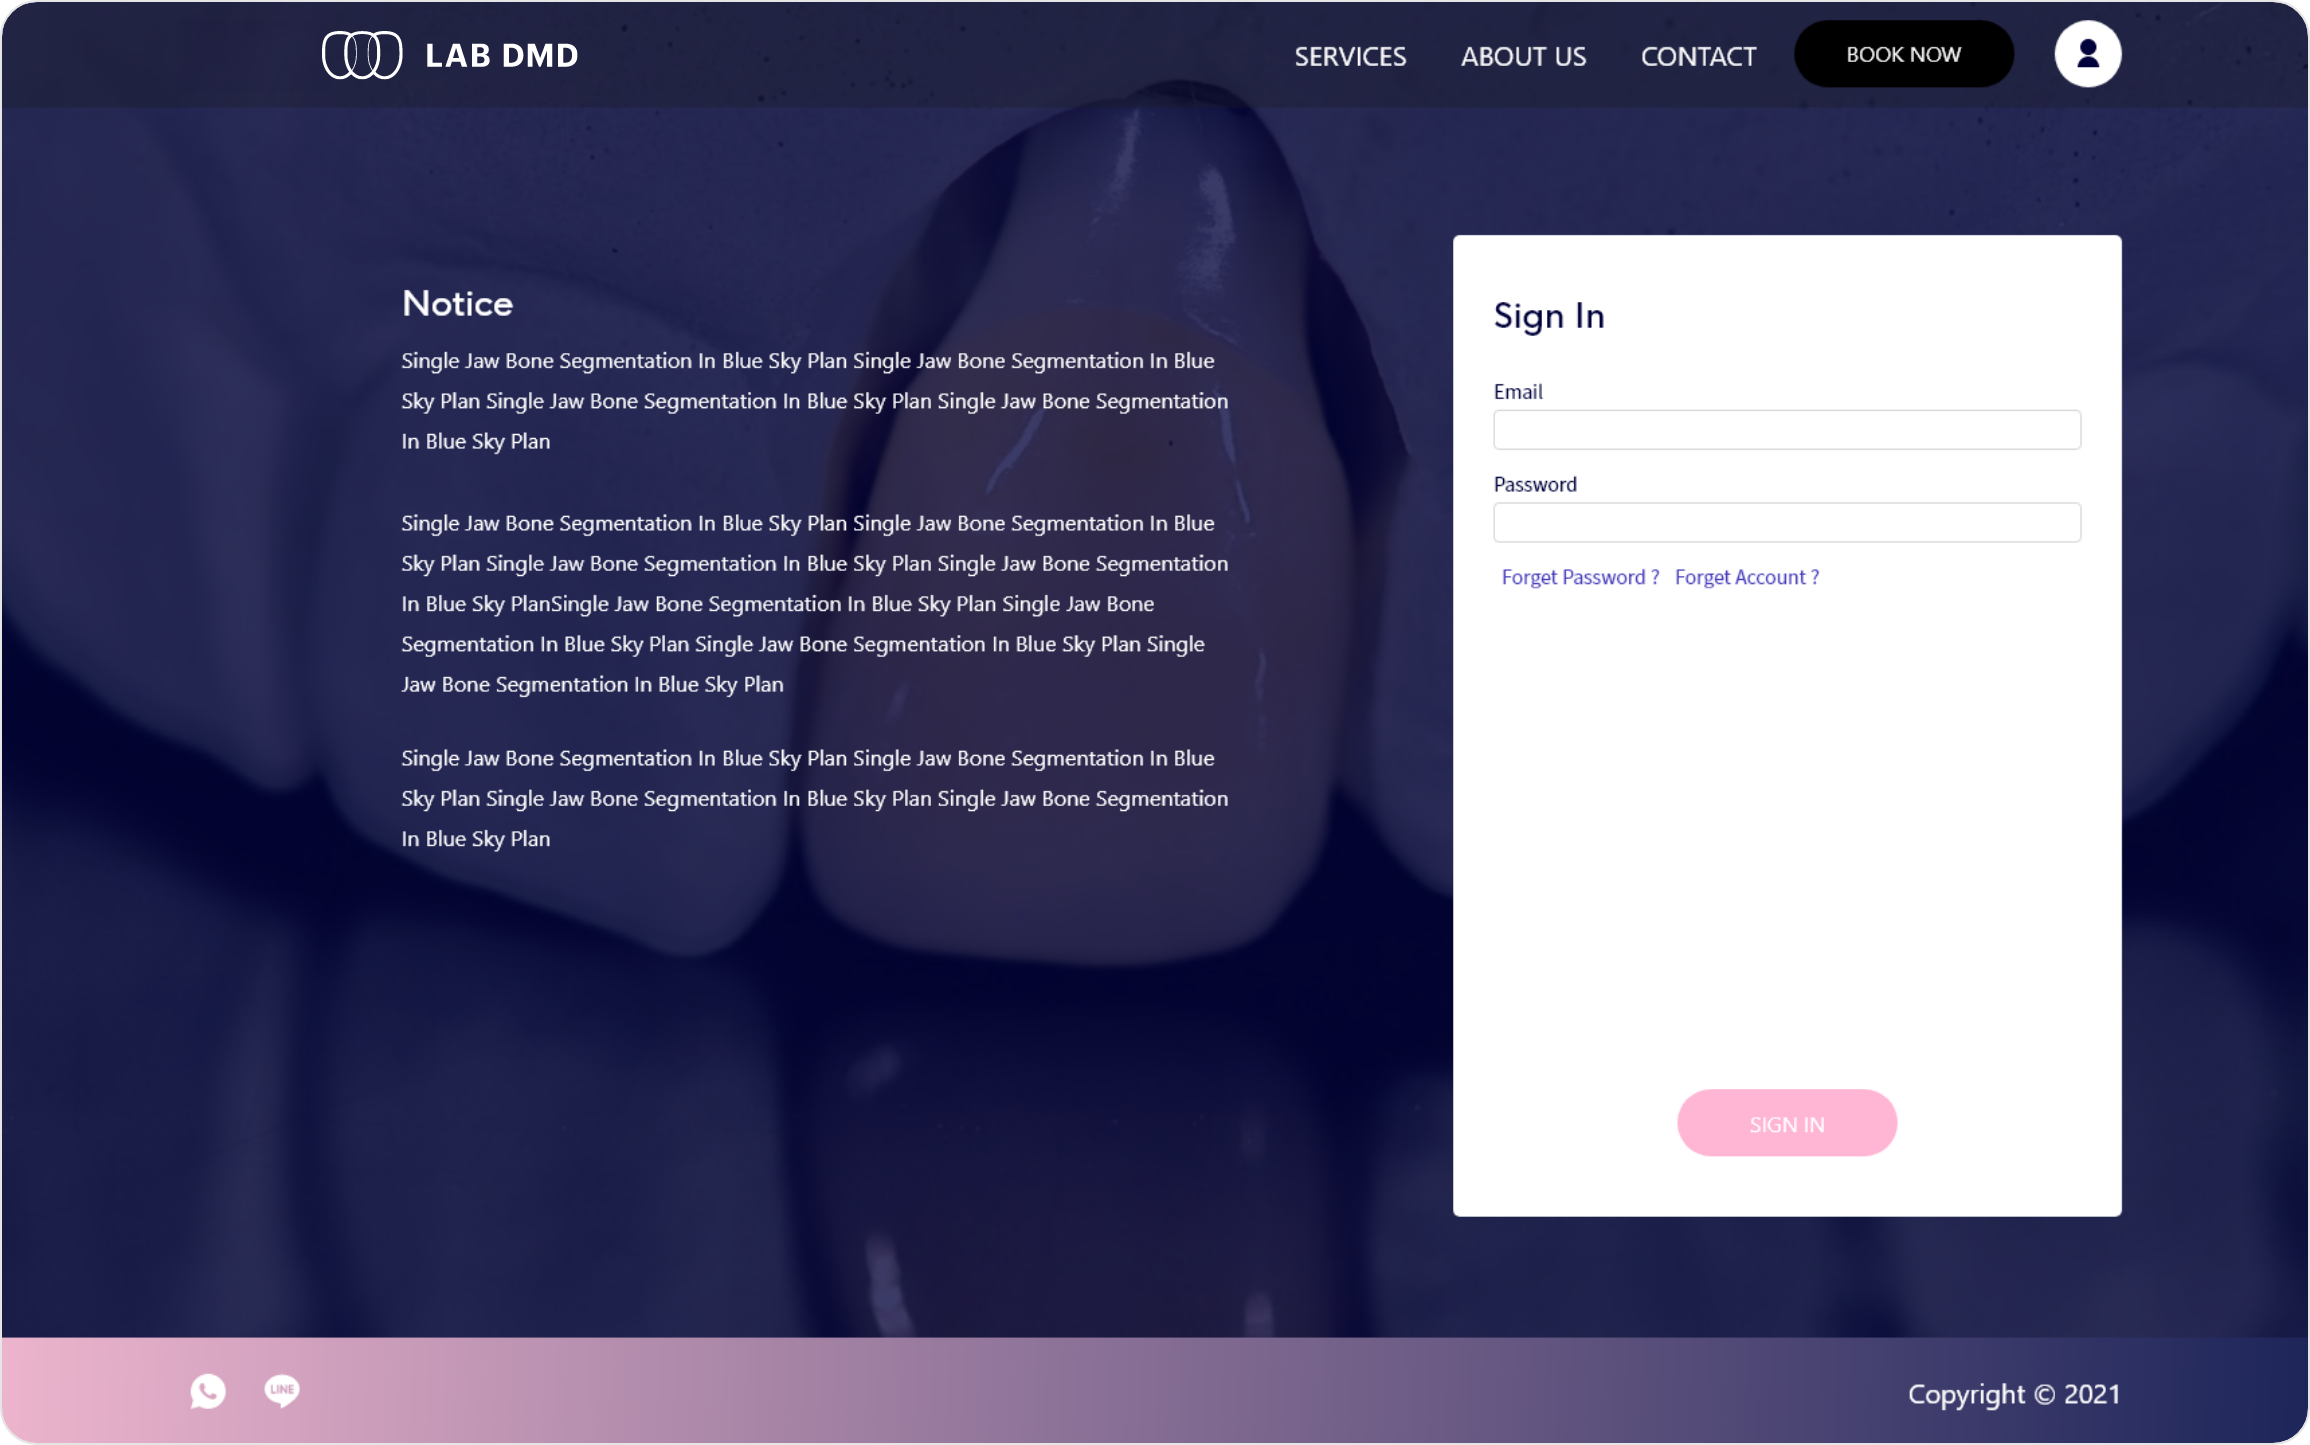 LAB DMD
SERVICES
ABOUT US
CONTACT
BOOK NOW
Notice
Single Jaw Bone Segmentation In Blue Sky Plan Single Jaw Bone Segmentation In Blue
Sky Plan Single Jaw Bone Segmentation In Blue Sky Plan Single Jaw Bone Segmentation
In Blue Sky Plan
Single Jaw Bone Segmentation In Blue Sky Plan Single Jaw Bone Segmentation In Blue
Sky Plan Single Jaw Bone Segmentation In Blue Sky Plan Single Jaw Bone Segmentation
In Blue Sky PlanSingle Jaw Bone Segmentation In Blue Sky Plan Single Jaw Bone
Segmentation In Blue Sky Plan Single Jaw Bone Segmentation In Blue Sky Plan Single
Jaw Bone Segmentation In Blue Sky Plan
Single Jaw Bone Segmentation In Blue Sky Plan Single Jaw Bone Segmentation In Blue
Sky Plan Single Jaw Bone Segmentation In Blue Sky Plan Single Jaw Bone Segmentation
In Blue Sky Plan
Sign In
Email
Password
Forget Password ? Forget Account ?
SIGN IN
LINE
Copyright © 2021